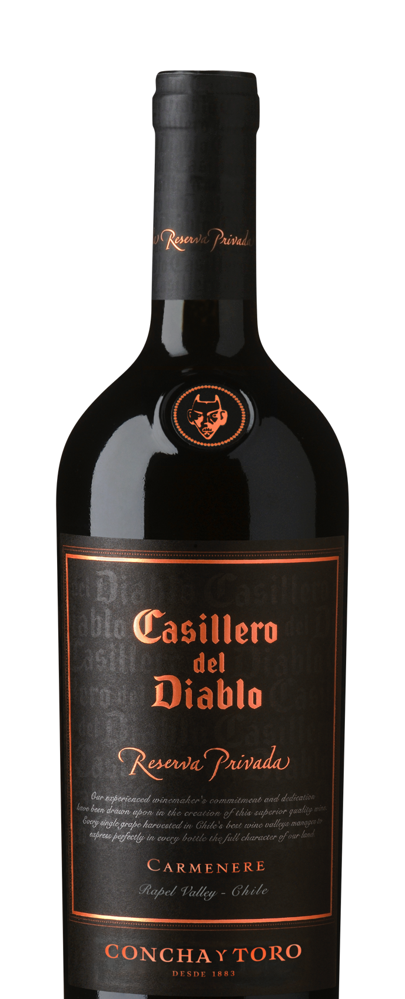 Reserva Privada
Casillero
del
Diablo
Reserva Privada
Our experienced winemaker's commitment and dedication
have been drawn upon in the creation of this superior quality wine.
Every single grape harvested in Chile's best wine valleys manages to
express perfectly in every bottle the full character of our land.
CARMENERE
Rapel Valley - Chile
CONCHA Y TORO
DESDE 1883